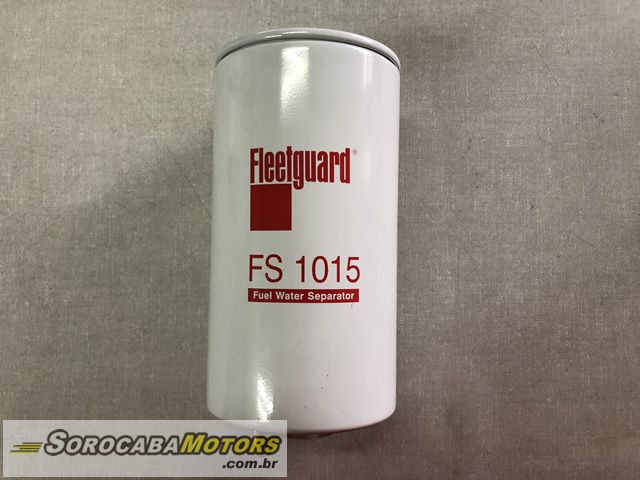 Fleetguard®
FS 1015
Fuel Water Separator
SOROCABAMOTORS
.com.br